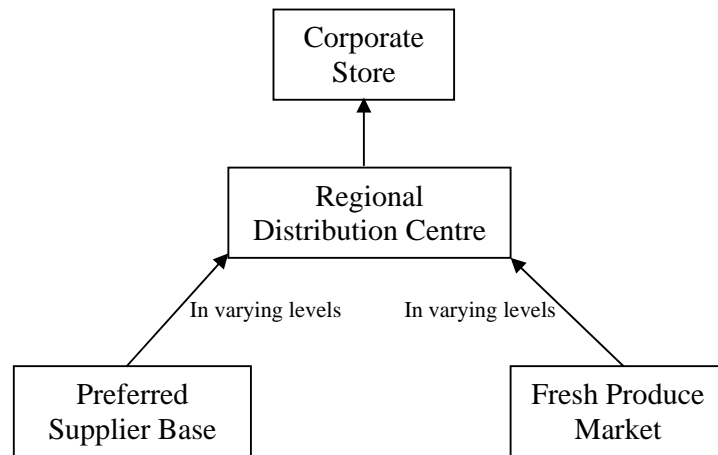 Corporate
Store
Regional
Distribution Centre
In varying levels
In varying levels
Preferred
Supplier Base
Fresh Produce
Market